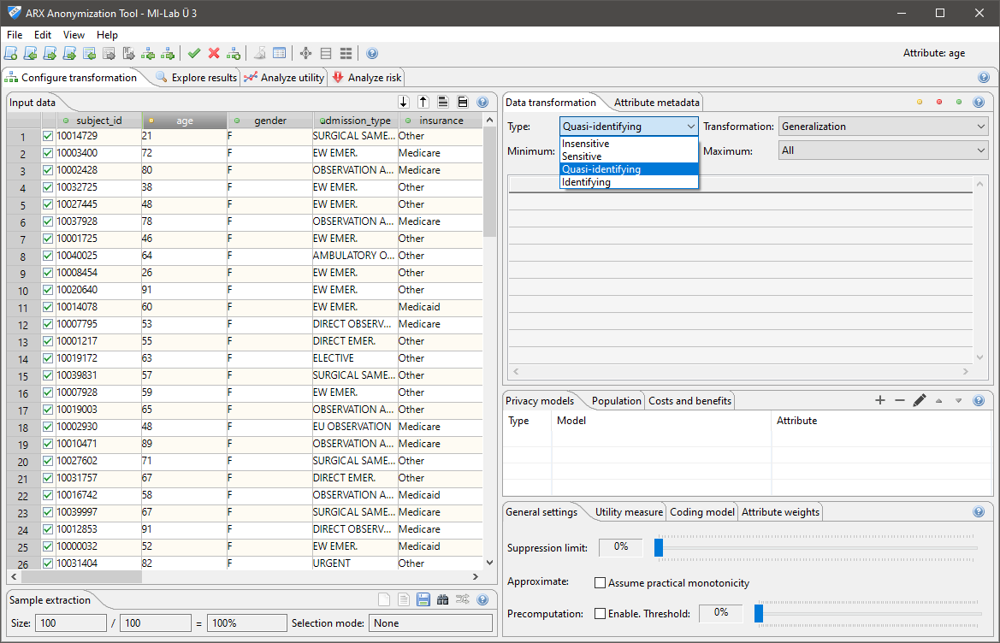 ARX Anonymization Tool - MI-Lab Ü 3
File Edit View Help
Attribute: age
Configure transformation Explore results Analyze utility Analyze risk
Input data
subject_id age gender dmission_type insurance
1 10014729 21 F SURGICAL SAME... Other
2 10003400 72 F EW EMER. Medicare
3 10002428 80 F OBSERVATION A... Medicare
4 10032725 38 F EW EMER. Other
5 10027445 48 F EW EMER. Other
6 10037928 78 F OBSERVATION A... Medicare
7 10001725 46 F EW EMER. Other
8 10040025 64 F AMBULATORY O... Other
9 10008454 26 F EW EMER. Other
10 10020640 91 F EW EMER. Other
11 10014078 60 F EW EMER. Medicaid
12 10007795 53 F DIRECT OBSERV... Medicare
13 10001217 55 F DIRECT EMER. Other
14 10019172 63 F ELECTIVE Other
15 10039831 57 F SURGICAL SAME... Other
16 10007928 59 F EW EMER. Other
17 10019003 65 F OBSERVATION A... Other
18 10002930 48 F EU OBSERVATION Medicare
19 10010471 89 F OBSERVATION A... Medicare
20 10027602 71 F SURGICAL SAME... Other
21 10031757 67 F DIRECT EMER. Other
22 10016742 58 F OBSERVATION A... Medicaid
23 10039997 67 F SURGICAL SAME... Medicare
24 10012853 91 F DIRECT OBSERV... Medicare
25 10000032 52 F EW EMER. Medicaid
26 10031404 82 F URGENT Other
Sample extraction
Size: 100 / 100 = 100% Selection mode: None
Data transformation Attribute metadata
Type: Quasi-identifying Transformation: Generalization
Insensitive
Sensitive
Quasi-identifying
Identifying
Minimum: Maximum: All
Privacy models Population Costs and benefits
Type Model Attribute
General settings Utility measure Coding model Attribute weights
Suppression limit: 0%
Approximate: Assume practical monotonicity
Precomputation: Enable. Threshold: 0%